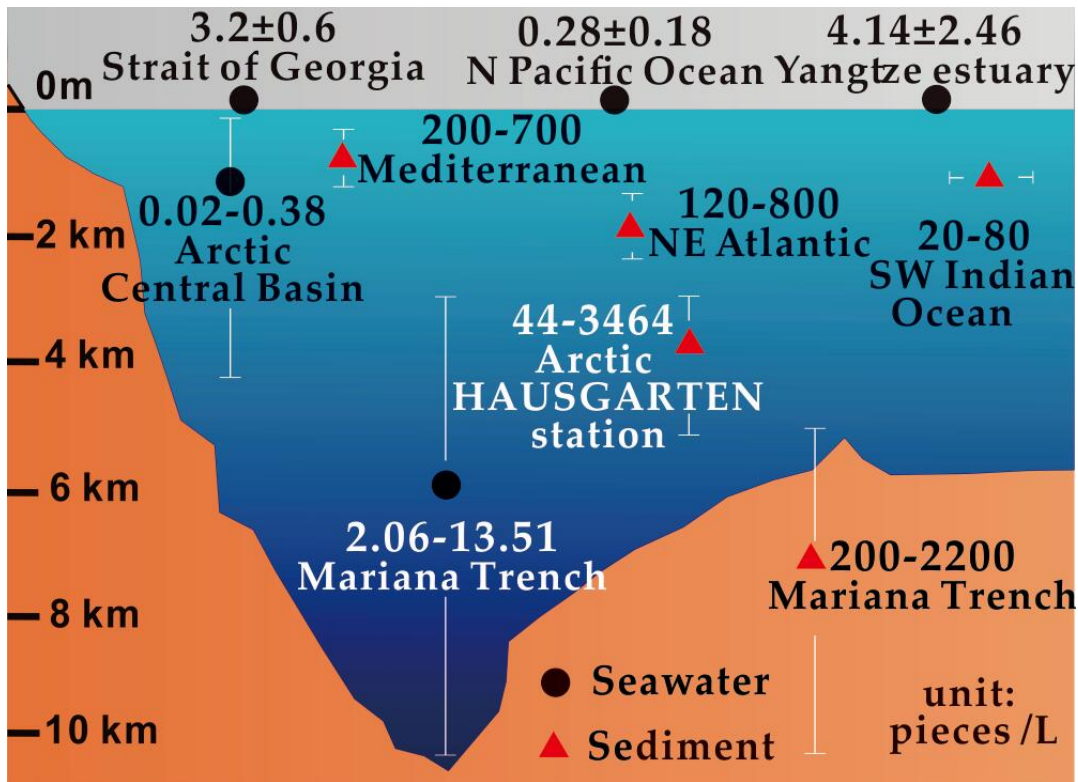 3.2±0.6
Strait of Georgia
0.28±0.18
N Pacific Ocean
4.14±2.46
Yangtze estuary
0m
200-700
Mediterranean
0.02-0.38
Arctic
Central Basin
2 km
120-800
NE Atlantic
20-80
SW Indian
Ocean
44-3464
Arctic
HAUSGARTEN
station
4 km
6 km
2.06-13.51
Mariana Trench
200-2200
Mariana Trench
8 km
Seawater
Sediment
unit:
pieces /L
10 km